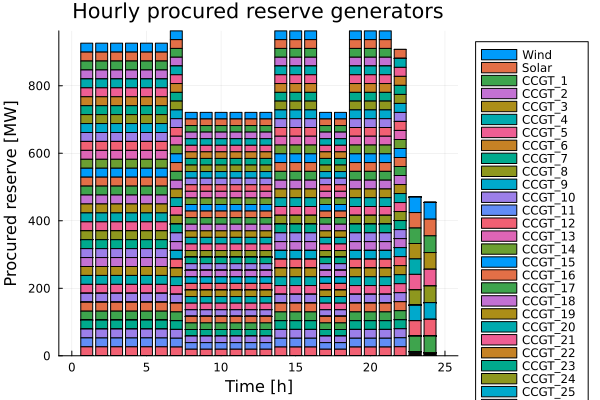 Hourly procured reserve generators
Procured reserve [MW]
800
600
400
200
0
0 5 10 15 20 25
Time [h]
Wind
Solar
CCGT_1
CCGT_2
CCGT_3
CCGT_4
CCGT_5
CCGT_6
CCGT_7
CCGT_8
CCGT_9
CCGT_10
CCGT_11
CCGT_12
CCGT_13
CCGT_14
CCGT_15
CCGT_16
CCGT_17
CCGT_18
CCGT_19
CCGT_20
CCGT_21
CCGT_22
CCGT_23
CCGT_24
CCGT_25